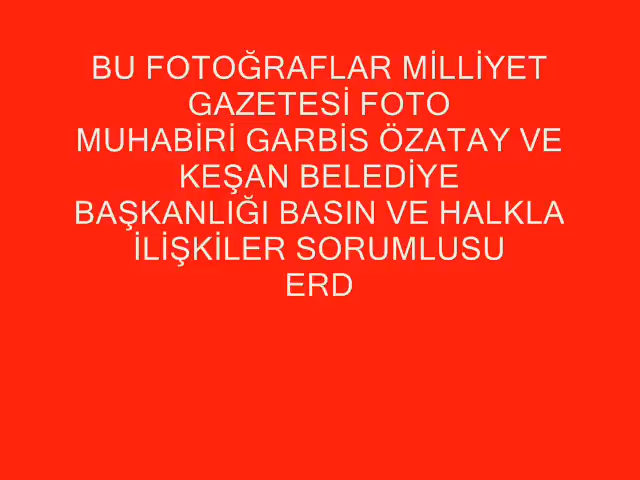 BU FOTOĞRAFLAR MİLLİYET
GAZETESİ FOTO
MUHABİRİ GARBİS ÖZATAY VE
KEŞAN BELEDİYE
BAŞKANLIĞI BASIN VE HALKLA
İLİŞKİLER SORUMLUSU
ERD